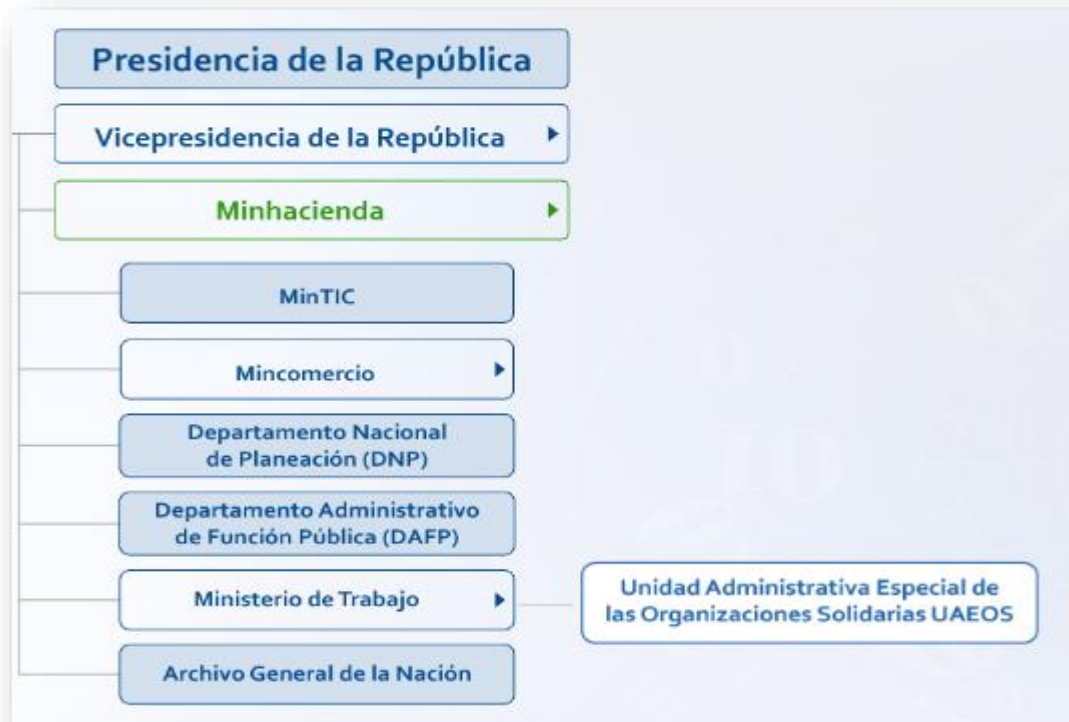 Presidencia de la República
Vicepresidencia de la República
Minhacienda
MinTIC
Mincomercio
Departamento Nacional
de Planeación (DNP)
Departamento Administrativo
de Función Pública (DAFP)
Ministerio de Trabajo
Unidad Administrativa Especial de
las Organizaciones Solidarias UAEOS
Archivo General de la Nación